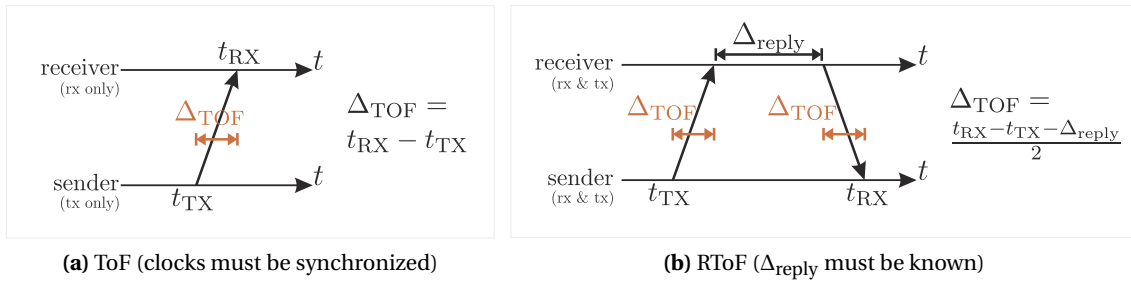 t_RX
receiver
(rx only)
t
Δ_TOF
Δ_TOF =
t_RX − t_TX
sender
(tx only)
t_TX
t
(a) ToF (clocks must be synchronized)
Δ_reply
receiver
(rx & tx)
t
Δ_TOF
Δ_TOF
Δ_TOF =
t_RX−t_TX−Δ_reply
2
sender
(rx & tx)
t_TX
t_RX
t
(b) RToF (Δ_reply must be known)